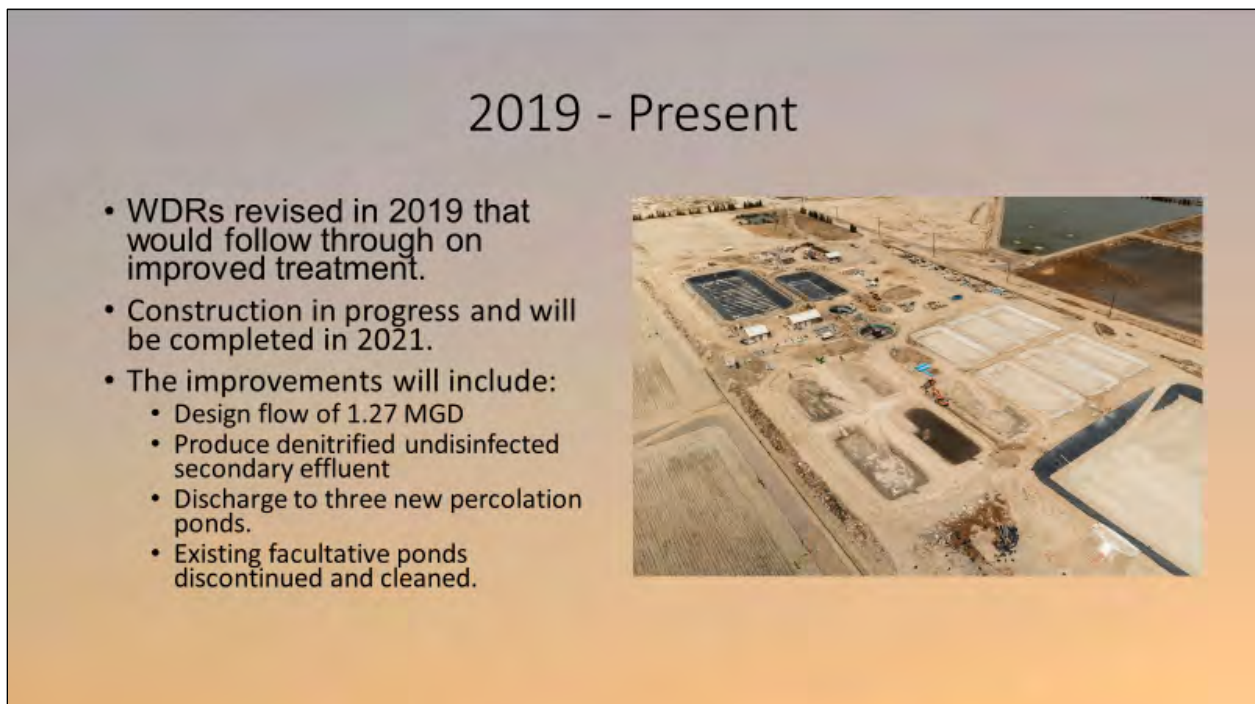 2019 - Present
• WDRs revised in 2019 that
would follow through on
improved treatment.
• Construction in progress and will
be completed in 2021.
• The improvements will include:
• Design flow of 1.27 MGD
• Produce denitrified undisinfected
secondary effluent
• Discharge to three new percolation
ponds.
• Existing facultative ponds
discontinued and cleaned.